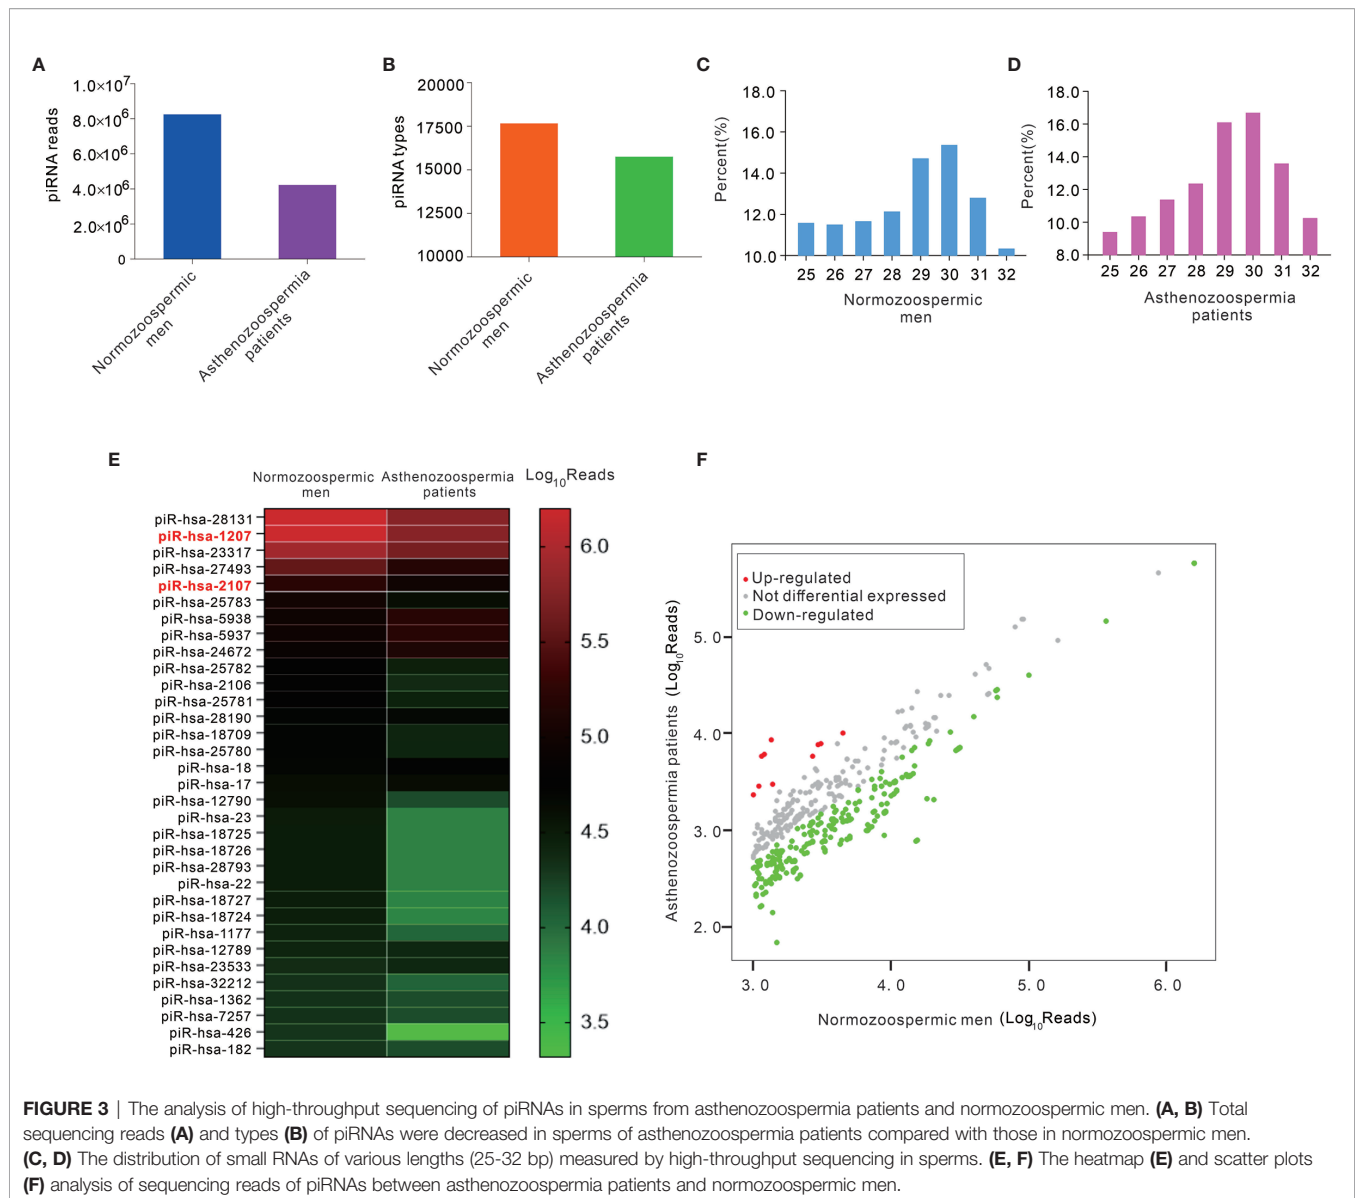 A
B
C
D
piRNA reads
1.0×10⁷
8.0×10⁶
6.0×10⁶
4.0×10⁶
2.0×10⁶
0
Normozoospermic
men
Asthenozoospermia
patients
piRNA types
20000
17500
15000
12500
10000
Normozoospermic
men
Asthenozoospermia
patients
Percent(%)
18.0
16.0
14.0
12.0
10.0
25 26 27 28 29 30 31 32
Normozoospermic
men
Percent(%)
18.0
16.0
14.0
12.0
10.0
8.0
25 26 27 28 29 30 31 32
Asthenozoospermia
patients
E
Normozoospermic
men
Asthenozoospermia
patients
Log₁₀Reads
piR-hsa-28131
piR-hsa-1207
piR-hsa-23317
piR-hsa-27493
piR-hsa-2107
piR-hsa-25783
piR-hsa-5938
piR-hsa-5937
piR-hsa-24672
piR-hsa-25782
piR-hsa-2106
piR-hsa-25781
piR-hsa-28190
piR-hsa-18709
piR-hsa-25780
piR-hsa-18
piR-hsa-17
piR-hsa-12790
piR-hsa-23
piR-hsa-18725
piR-hsa-18726
piR-hsa-28793
piR-hsa-22
piR-hsa-18727
piR-hsa-18724
piR-hsa-1177
piR-hsa-12789
piR-hsa-23533
piR-hsa-32212
piR-hsa-1362
piR-hsa-7257
piR-hsa-426
piR-hsa-182
6.0
5.5
5.0
4.5
4.0
3.5
F
Up-regulated
Not differential expressed
Down-regulated
Asthenozoospermia patients (Log₁₀Reads)
5.0
4.0
3.0
2.0
3.0 4.0 5.0 6.0
Normozoospermic men (Log₁₀Reads)
FIGURE 3 | The analysis of high-throughput sequencing of piRNAs in sperms from asthenozoospermia patients and normozoospermic men. (A, B) Total
sequencing reads (A) and types (B) of piRNAs were decreased in sperms of asthenozoospermia patients compared with those in normozoospermic men.
(C, D) The distribution of small RNAs of various lengths (25-32 bp) measured by high-throughput sequencing in sperms. (E, F) The heatmap (E) and scatter plots
(F) analysis of sequencing reads of piRNAs between asthenozoospermia patients and normozoospermic men.